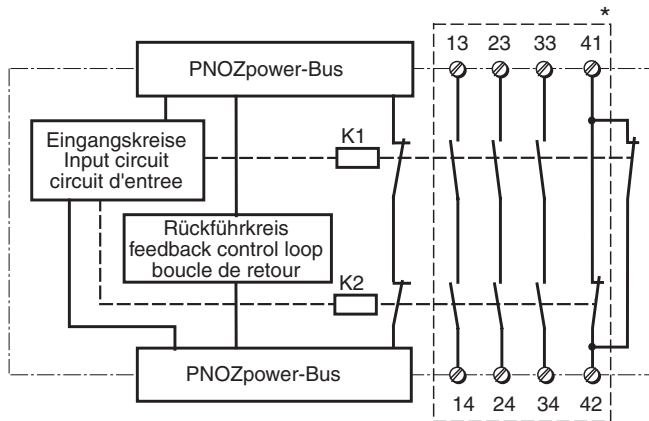 *
13 23 33 41
PNOZpower-Bus
Eingangskreise
Input circuit
circuit d'entree
K1
Rückführkreis
feedback control loop
boucle de retour
K2
PNOZpower-Bus
14 24 34 42